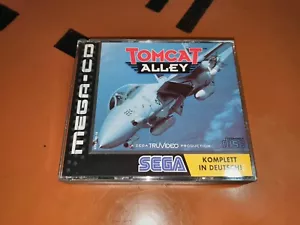 MEGA-CD
TOMCAT
ALLEY
A SEGA TRUVIDEO PRODUCTION
SEGA
KOMPLETT
IN DEUTSCH!